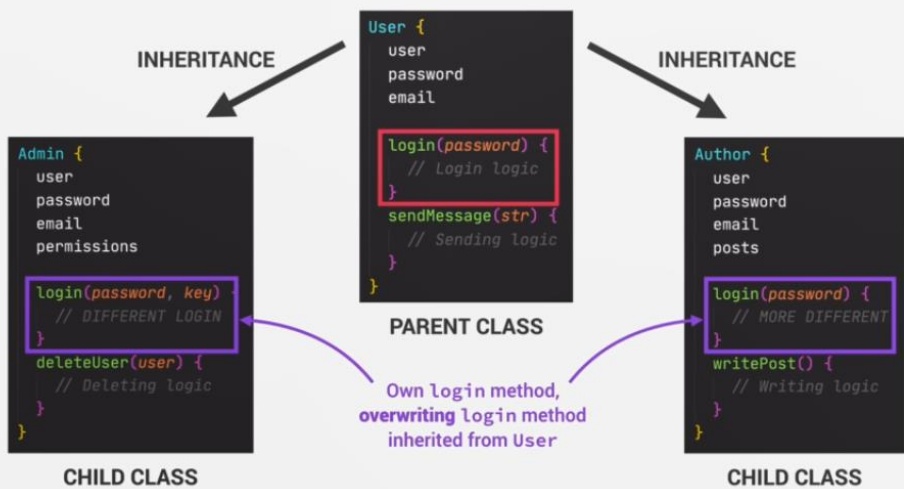 INHERITANCE
User {
user
password
email
login(password) {
// Login logic
}
sendMessage(str) {
// Sending logic
}
}
PARENT CLASS
INHERITANCE
Admin {
user
password
email
permissions
login(password, key) {
// DIFFERENT LOGIN
}
deleteUser(user) {
// Deleting logic
}
}
CHILD CLASS
Own login method,
overwriting login method
inherited from User
Author {
user
password
email
posts
login(password) {
// MORE DIFFERENT
}
writePost() {
// Writing logic
}
}
CHILD CLASS